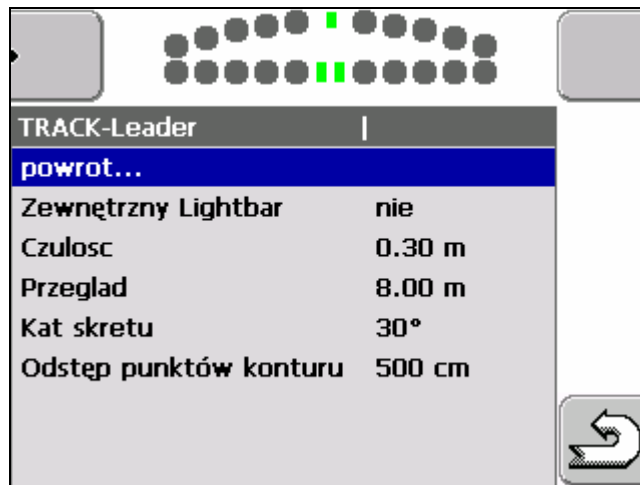 TRACK-Leader
powrot...
Zewnętrzny Lightbar nie
Czulosc 0.30 m
Przeglad 8.00 m
Kat skretu 30°
Odstęp punktów konturu 500 cm